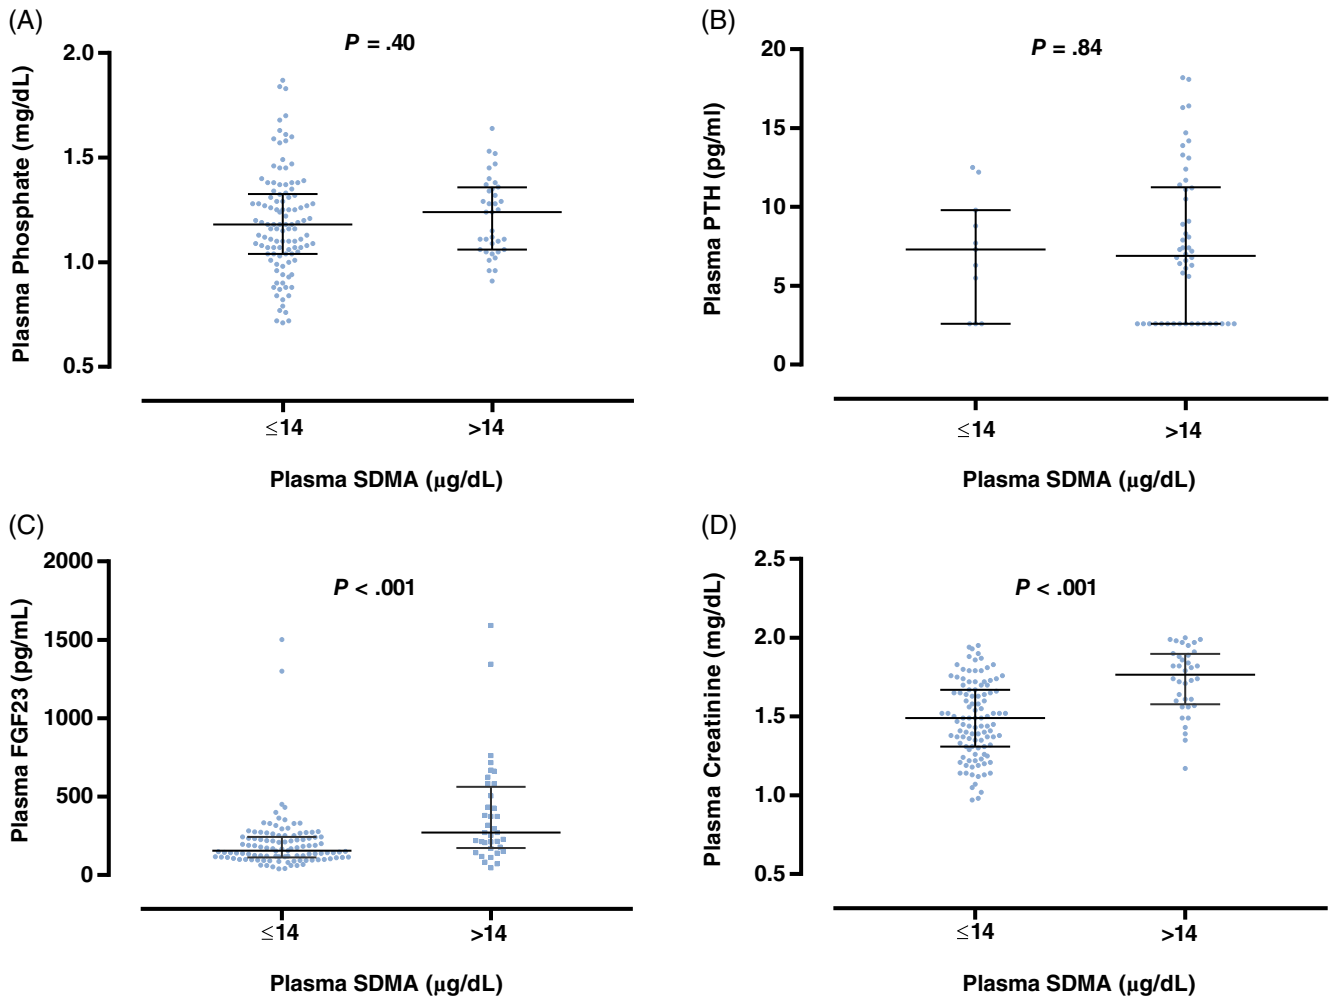 (A)
P = .40
Plasma Phosphate (mg/dL)
2.0
1.5
1.0
0.5
≤14
>14
Plasma SDMA (μg/dL)
(B)
P = .84
Plasma PTH (pg/ml)
20
15
10
5
0
≤14
>14
Plasma SDMA (μg/dL)
(C)
P < .001
Plasma FGF23 (pg/mL)
2000
1500
1000
500
0
≤14
>14
Plasma SDMA (μg/dL)
(D)
P < .001
Plasma Creatinine (mg/dL)
2.5
2.0
1.5
1.0
0.5
≤14
>14
Plasma SDMA (μg/dL)